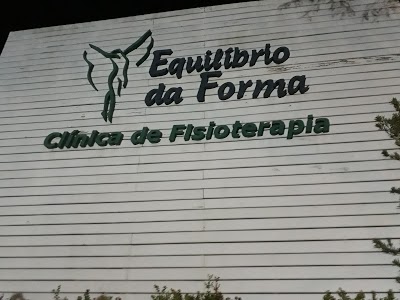 Equilíbrio
da Forma
Clínica de Fisioterapia